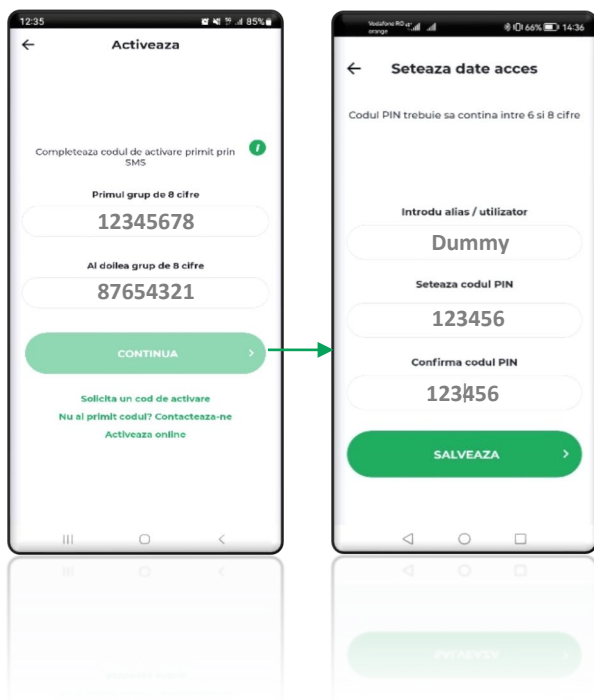 12:35
85%
Activeaza
Completeaza codul de activare primit prin
SMS
i
Primul grup de 8 cifre
12345678
Al doilea grup de 8 cifre
87654321
CONTINUA
Solicita un cod de activare
Nu ai primit codul? Contacteaza-ne
Activeaza online
Vodafone RO
orange
66%
14:36
Seteaza date acces
Codul PIN trebuie sa contina intre 6 si 8 cifre
Introdu alias / utilizator
Dummy
Seteaza codul PIN
123456
Confirma codul PIN
123456
SALVEAZA